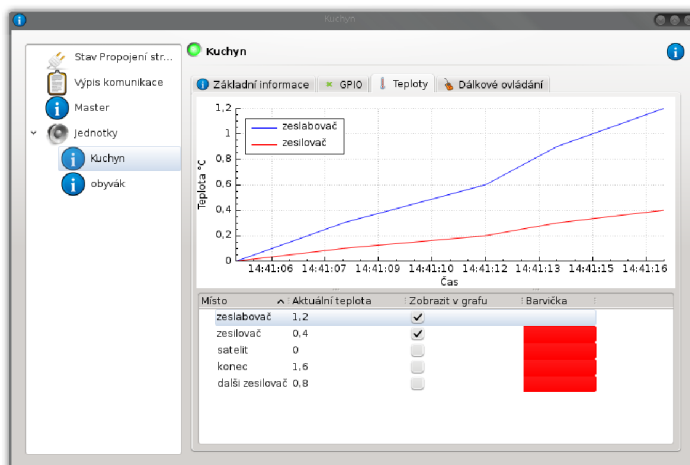 Kuchyn
Stav Propojení str...
Výpis komunikace
Master
Jednotky
Kuchyn
obyvák
Kuchyn
Základní informace GPIO Teploty Dálkové ovládání
1,2
1
0,8
0,6
0,4
0,2
0
Teplota °C
zeslabovač
zesilovač
14:41:06 14:41:07 14:41:09 14:41:10 14:41:12 14:41:13 14:41:15 14:41:16
Čas
Místo Aktuální teplota Zobrazit v grafu Barvička
zeslabovač 1,2
zesilovač 0,4
satelit 0
konec 1,6
dalši zesilovač 0,8